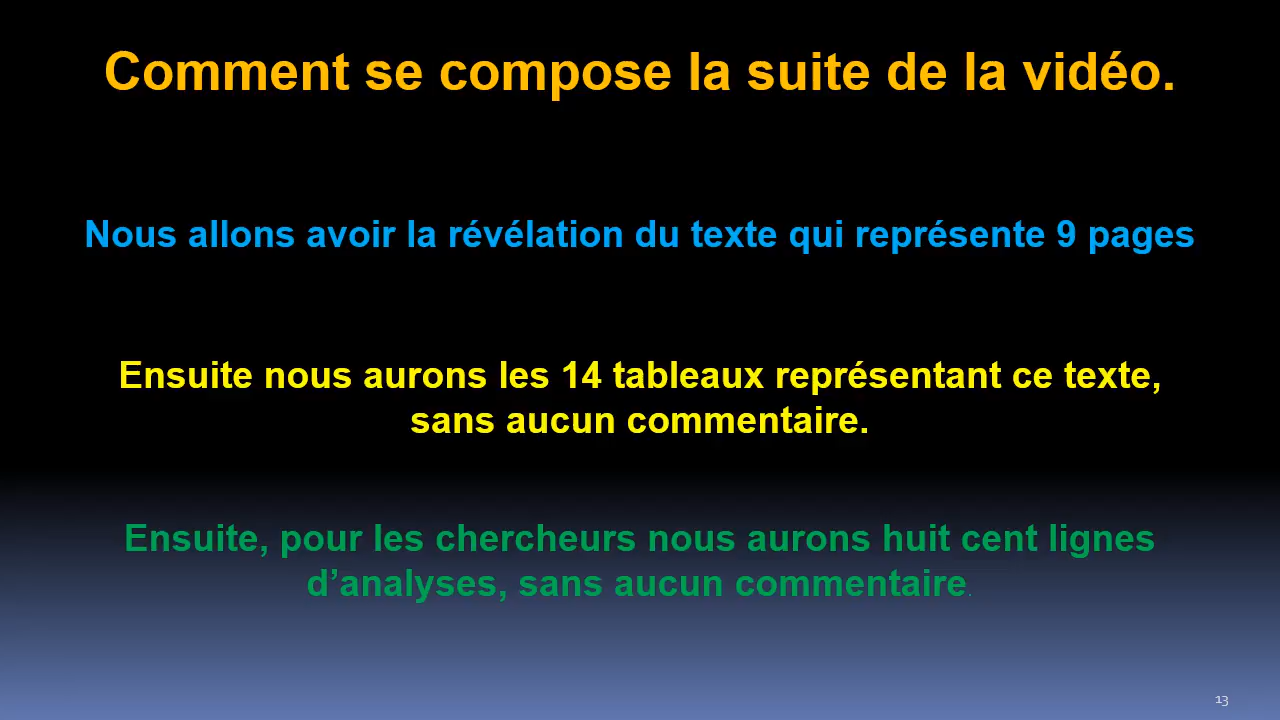 Comment se compose la suite de la vidéo.
Nous allons avoir la révélation du texte qui représente 9 pages
Ensuite nous aurons les 14 tableaux représentant ce texte,
sans aucun commentaire.
Ensuite, pour les chercheurs nous aurons huit cent lignes
d’analyses, sans aucun commentaire.
13